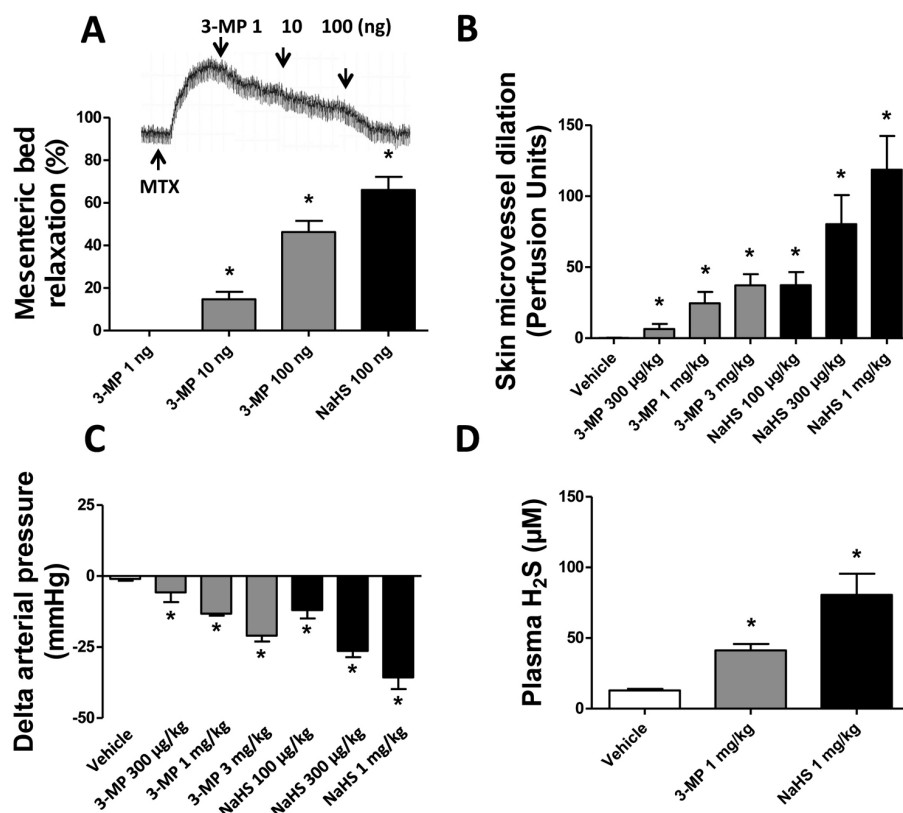 A
3-MP 1 10 100 (ng)
MTX
Mesenteric bed
relaxation (%)
100
80
60
40
20
0
*
*
*
3-MP 1 ng
3-MP 10 ng
3-MP 100 ng
NaHS 100 ng
B
Skin microvessel dilation
(Perfusion Units)
150
100
50
0
*
*
*
*
*
*
Vehicle
3-MP 300 µg/kg
3-MP 1 mg/kg
3-MP 3 mg/kg
NaHS 100 µg/kg
NaHS 300 µg/kg
NaHS 1 mg/kg
C
Delta arterial pressure
(mmHg)
25
0
-25
-50
*
*
*
*
*
*
Vehicle
3-MP 300 µg/kg
3-MP 1 mg/kg
3-MP 3 mg/kg
NaHS 100 µg/kg
NaHS 300 µg/kg
NaHS 1 mg/kg
D
Plasma H₂S (µM)
150
100
50
0
*
*
Vehicle
3-MP 1 mg/kg
NaHS 1 mg/kg